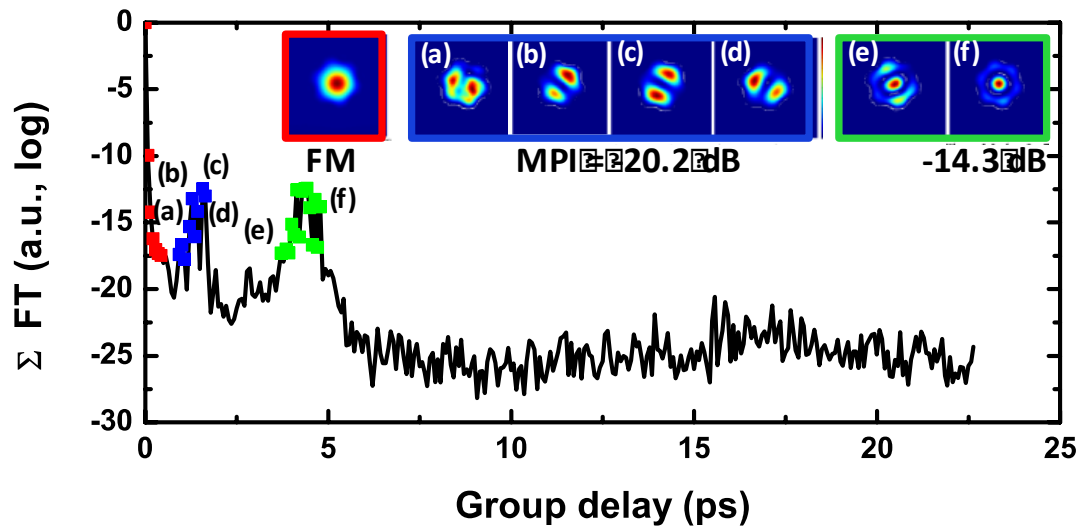 0
-5
-10
-15
-20
-25
-30
Σ FT (a.u., log)
(a) (b) (c) (d) (e) (f)
FM MPI = -20.2 dB -14.3 dB
(b) (c)
(a) (d) (e) (f)
0 5 10 15 20 25
Group delay (ps)